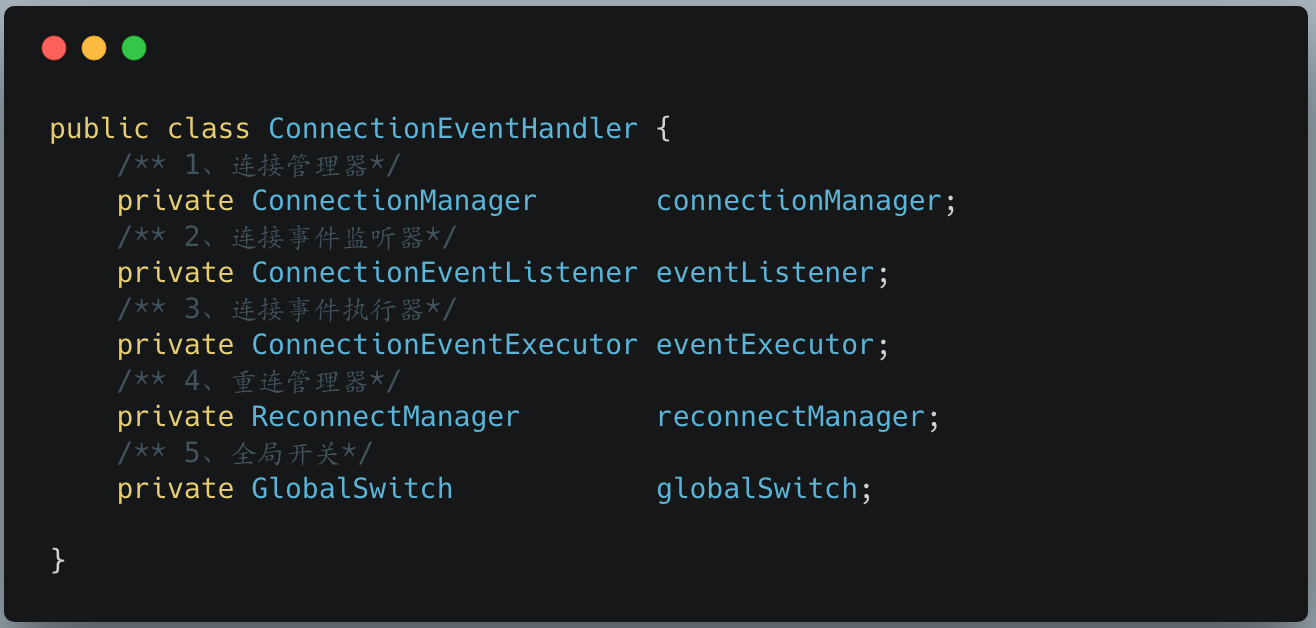 public class ConnectionEventHandler {
    /** 1、连接管理器*/
    private ConnectionManager       connectionManager;
    /** 2、连接事件监听器*/
    private ConnectionEventListener eventListener;
    /** 3、连接事件执行器*/
    private ConnectionEventExecutor eventExecutor;
    /** 4、重连管理器*/
    private ReconnectManager        reconnectManager;
    /** 5、全局开关*/
    private GlobalSwitch            globalSwitch;
}